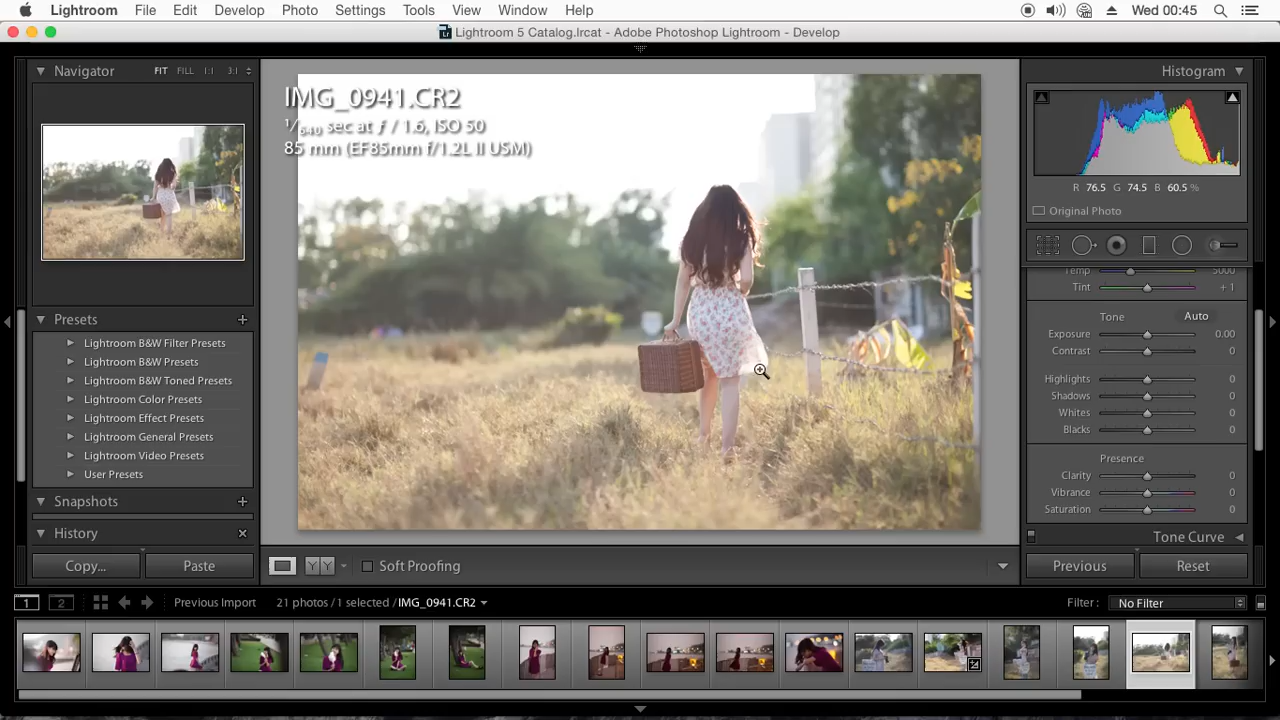 Lightroom File Edit Develop Photo Settings Tools View Window Help Wed 00:45
Lightroom 5 Catalog.lrcat - Adobe Photoshop Lightroom - Develop
Navigator FIT FILL 1:1 3:1
Presets
Lightroom B&W Filter Presets
Lightroom B&W Presets
Lightroom B&W Toned Presets
Lightroom Color Presets
Lightroom Effect Presets
Lightroom General Presets
Lightroom Video Presets
User Presets
Snapshots
History
Copy... Paste
IMG_0941.CR2
1/640 sec at ƒ / 1.6, ISO 50
85 mm (EF85mm f/1.2L II USM)
YY Soft Proofing
Histogram
R 76.5 G 74.5 B 60.5 %
Original Photo
Temp 5000
Tint + 1
Tone Auto
Exposure 0.00
Contrast 0
Highlights 0
Shadows 0
Whites 0
Blacks 0
Presence
Clarity 0
Vibrance 0
Saturation 0
Tone Curve
Previous Reset
1 2 Previous Import 21 photos / 1 selected / IMG_0941.CR2 Filter : No Filter